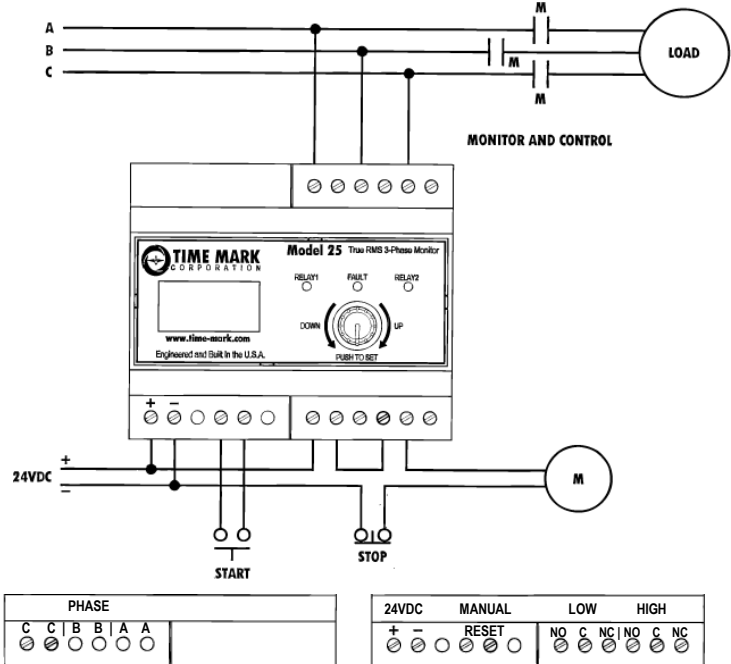 A
B
C
M
M
M
LOAD
MONITOR AND CONTROL
TIME MARK
CORPORATION
Model 25 True RMS 3-Phase Monitor
RELAY1 FAULT RELAY2
DOWN UP
PUSH TO SET
www.time-mark.com
Engineered and Built in the U.S.A.
+ −
24VDC
+
−
M
START
STOP
PHASE
C C | B B | A A
24VDC MANUAL RESET LOW HIGH
+ − NO C NC | NO C NC